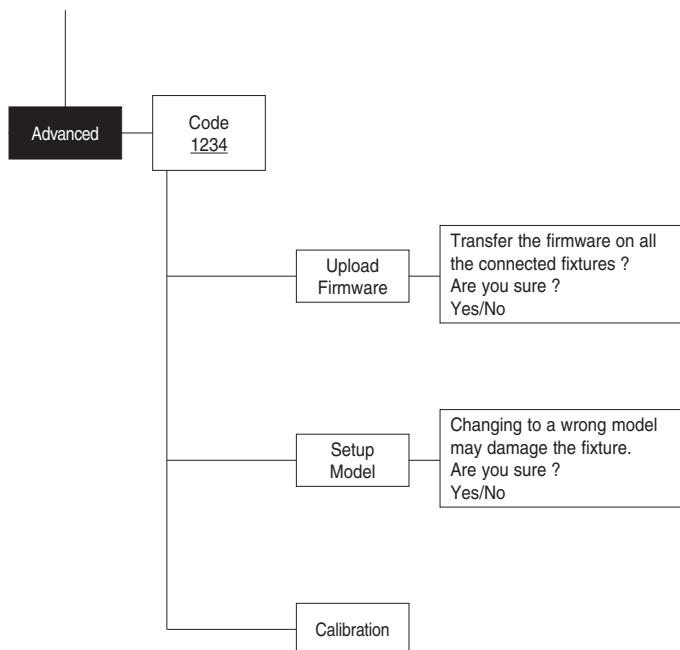 Advanced
Code
1234
Upload
Firmware
Transfer the firmware on all
the connected fixtures ?
Are you sure ?
Yes/No
Setup
Model
Changing to a wrong model
may damage the fixture.
Are you sure ?
Yes/No
Calibration